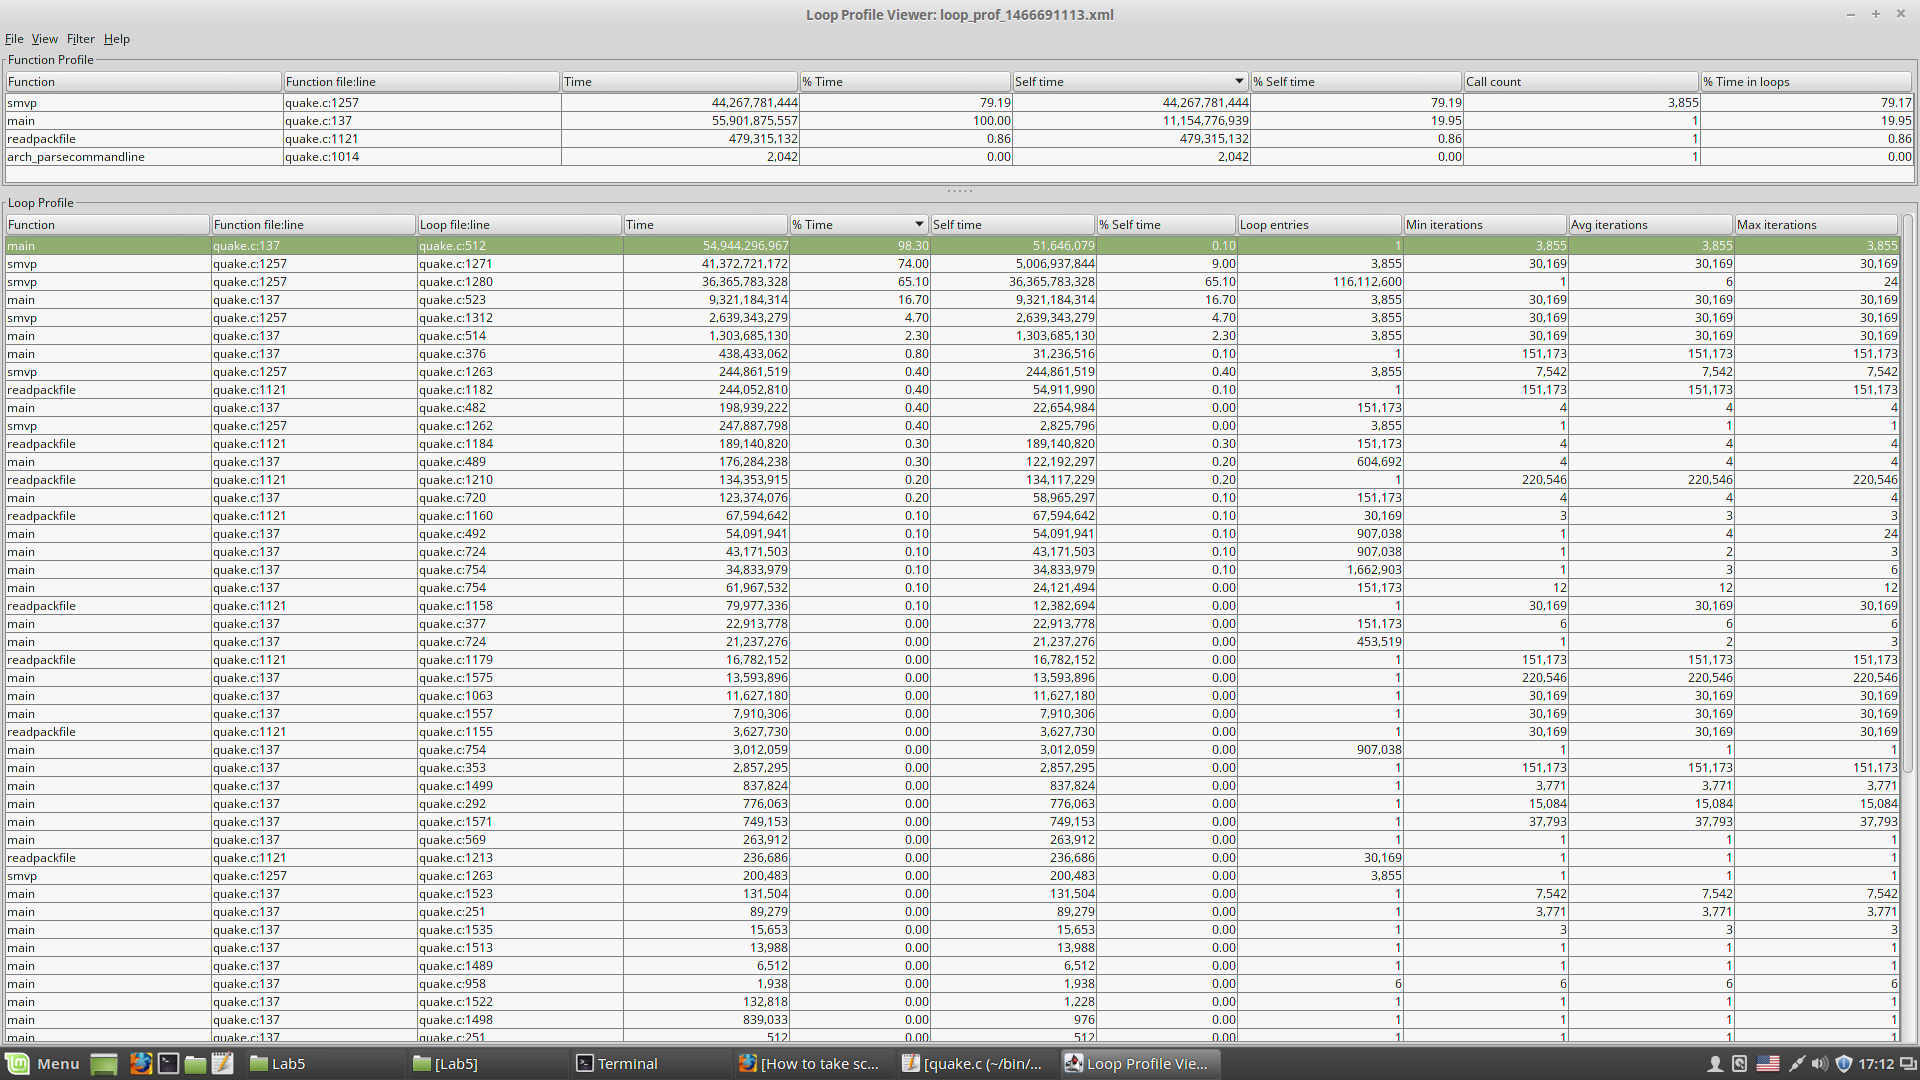 Loop Profile Viewer: loop_prof_1466691113.xml
File View Filter Help
Function Profile
Function Function file:line Time % Time Self time % Self time Call count % Time in loops
smvp quake.c:1257 44,267,781,444 79.19 44,267,781,444 79.19 3,855 79.17
main quake.c:137 55,901,875,557 100.00 11,154,776,939 19.95 1 19.95
readpackfile quake.c:1121 479,315,132 0.86 479,315,132 0.86 1 0.86
arch_parsecommandline quake.c:1014 2,042 0.00 2,042 0.00 1 0.00
Loop Profile
Function Function file:line Loop file:line Time % Time Self time % Self time Loop entries Min iterations Avg iterations Max iterations
main quake.c:137 quake.c:512 54,944,296,967 98.30 51,646,079 0.10 1 3,855 3,855 3,855
smvp quake.c:1257 quake.c:1271 41,372,721,172 74.00 5,006,937,844 9.00 3,855 30,169 30,169 30,169
smvp quake.c:1257 quake.c:1280 36,365,783,328 65.10 36,365,783,328 65.10 116,112,600 1 6 24
main quake.c:137 quake.c:523 9,321,184,314 16.70 9,321,184,314 16.70 3,855 30,169 30,169 30,169
smvp quake.c:1257 quake.c:1312 2,639,343,279 4.70 2,639,343,279 4.70 3,855 30,169 30,169 30,169
main quake.c:137 quake.c:514 1,303,685,130 2.30 1,303,685,130 2.30 3,855 30,169 30,169 30,169
main quake.c:137 quake.c:376 438,433,062 0.80 31,236,516 0.10 1 151,173 151,173 151,173
smvp quake.c:1257 quake.c:1263 244,861,519 0.40 244,861,519 0.40 3,855 7,542 7,542 7,542
readpackfile quake.c:1121 quake.c:1182 244,052,810 0.40 54,911,990 0.10 1 151,173 151,173 151,173
main quake.c:137 quake.c:482 198,939,222 0.40 22,654,984 0.00 151,173 4 4 4
smvp quake.c:1257 quake.c:1262 247,887,798 0.40 2,825,796 0.00 3,855 1 1 1
readpackfile quake.c:1121 quake.c:1184 189,140,820 0.30 189,140,820 0.30 151,173 4 4 4
main quake.c:137 quake.c:489 176,284,238 0.30 122,192,297 0.20 604,692 4 4 4
readpackfile quake.c:1121 quake.c:1210 134,353,915 0.20 134,117,229 0.20 1 220,546 220,546 220,546
main quake.c:137 quake.c:720 123,374,076 0.20 58,965,297 0.10 151,173 4 4 4
readpackfile quake.c:1121 quake.c:1160 67,594,642 0.10 67,594,642 0.10 30,169 3 3 3
main quake.c:137 quake.c:492 54,091,941 0.10 54,091,941 0.10 907,038 1 4 24
main quake.c:137 quake.c:724 43,171,503 0.10 43,171,503 0.10 907,038 1 2 3
main quake.c:137 quake.c:754 34,833,979 0.10 34,833,979 0.10 1,662,903 1 3 6
main quake.c:137 quake.c:754 61,967,532 0.10 24,121,494 0.00 151,173 12 12 12
readpackfile quake.c:1121 quake.c:1158 79,977,336 0.10 12,382,694 0.00 1 30,169 30,169 30,169
main quake.c:137 quake.c:377 22,913,778 0.00 22,913,778 0.00 151,173 6 6 6
main quake.c:137 quake.c:724 21,237,276 0.00 21,237,276 0.00 453,519 1 2 3
readpackfile quake.c:1121 quake.c:1179 16,782,152 0.00 16,782,152 0.00 1 151,173 151,173 151,173
main quake.c:137 quake.c:1575 13,593,896 0.00 13,593,896 0.00 1 220,546 220,546 220,546
main quake.c:137 quake.c:1063 11,627,180 0.00 11,627,180 0.00 1 30,169 30,169 30,169
main quake.c:137 quake.c:1557 7,910,306 0.00 7,910,306 0.00 1 30,169 30,169 30,169
readpackfile quake.c:1121 quake.c:1155 3,627,730 0.00 3,627,730 0.00 1 30,169 30,169 30,169
main quake.c:137 quake.c:754 3,012,059 0.00 3,012,059 0.00 907,038 1 1 1
main quake.c:137 quake.c:353 2,857,295 0.00 2,857,295 0.00 1 151,173 151,173 151,173
main quake.c:137 quake.c:1499 837,824 0.00 837,824 0.00 1 3,771 3,771 3,771
main quake.c:137 quake.c:292 776,063 0.00 776,063 0.00 1 15,084 15,084 15,084
main quake.c:137 quake.c:1571 749,153 0.00 749,153 0.00 1 37,793 37,793 37,793
main quake.c:137 quake.c:569 263,912 0.00 263,912 0.00 1 1 1 1
readpackfile quake.c:1121 quake.c:1213 236,686 0.00 236,686 0.00 30,169 1 1 1
smvp quake.c:1257 quake.c:1263 200,483 0.00 200,483 0.00 3,855 1 1 1
main quake.c:137 quake.c:1523 131,504 0.00 131,504 0.00 1 7,542 7,542 7,542
main quake.c:137 quake.c:251 89,279 0.00 89,279 0.00 1 3,771 3,771 3,771
main quake.c:137 quake.c:1535 15,653 0.00 15,653 0.00 1 3 3 3
main quake.c:137 quake.c:1513 13,988 0.00 13,988 0.00 1 1 1 1
main quake.c:137 quake.c:1489 6,512 0.00 6,512 0.00 1 1 1 1
main quake.c:137 quake.c:958 1,938 0.00 1,938 0.00 6 6 6 6
main quake.c:137 quake.c:1522 132,818 0.00 1,228 0.00 1 1 1 1
main quake.c:137 quake.c:1498 839,033 0.00 976 0.00 1 1 1 1
main quake.c:137 quake.c:251 512 0.00 512 0.00 1 1 1 1
Menu Lab5 [Lab5] Terminal [How to take sc... [quake.c (~/bin/... Loop Profile Vie... 17:12